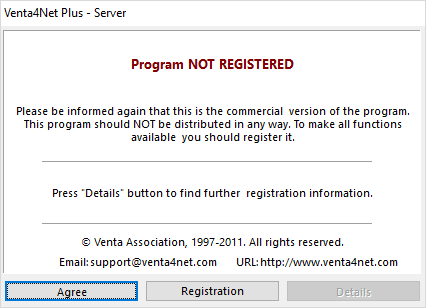 Venta4Net Plus - Server
Program NOT REGISTERED
Please be informed again that this is the commercial version of the program.
This program should NOT be distributed in any way. To make all functions
available you should register it.
Press "Details" button to find further registration information.
© Venta Association, 1997-2011. All rights reserved.
Email: support@venta4net.com URL: http://www.venta4net.com
Agree Registration Details